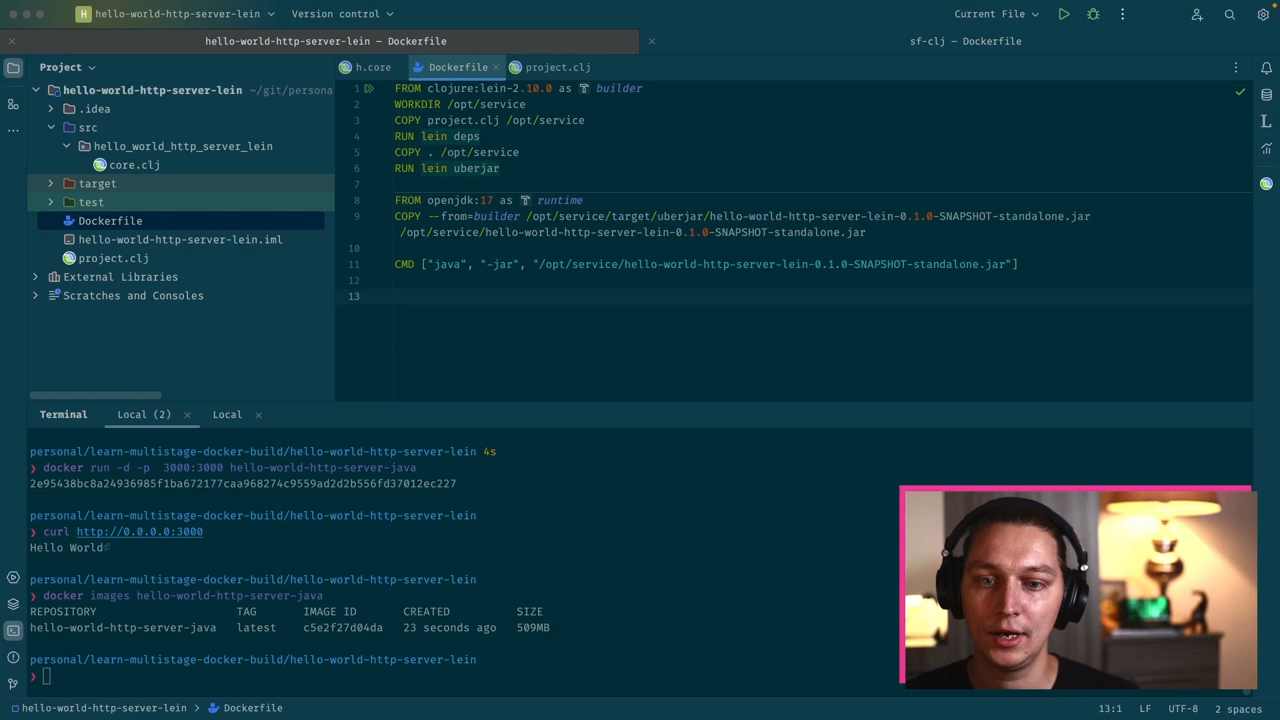 H hello-world-http-server-lein Version control Current File
hello-world-http-server-lein – Dockerfile sf-clj – Dockerfile
Project
hello-world-http-server-lein ~/git/persona
.idea
src
hello_world_http_server_lein
core.clj
target
test
Dockerfile
hello-world-http-server-lein.iml
project.clj
External Libraries
Scratches and Consoles
h.core Dockerfile project.clj
1 FROM clojure:lein-2.10.0 as builder
2 WORKDIR /opt/service
3 COPY project.clj /opt/service
4 RUN lein deps
5 COPY . /opt/service
6 RUN lein uberjar
7
8 FROM openjdk:17 as runtime
9 COPY --from=builder /opt/service/target/uberjar/hello-world-http-server-lein-0.1.0-SNAPSHOT-standalone.jar
/opt/service/hello-world-http-server-lein-0.1.0-SNAPSHOT-standalone.jar
10
11 CMD ["java", "-jar", "/opt/service/hello-world-http-server-lein-0.1.0-SNAPSHOT-standalone.jar"]
12
13
L
Terminal Local (2) Local
personal/learn-multistage-docker-build/hello-world-http-server-lein 4s
❯ docker run -d -p 3000:3000 hello-world-http-server-java
2e95438bc8a24936985f1ba672177caa968274c9559ad2d2b556fd37012ec227
personal/learn-multistage-docker-build/hello-world-http-server-lein
❯ curl http://0.0.0.0:3000
Hello World⏎
personal/learn-multistage-docker-build/hello-world-http-server-lein
❯ docker images hello-world-http-server-java
REPOSITORY TAG IMAGE ID CREATED SIZE
hello-world-http-server-java latest c5e2f27d04da 23 seconds ago 509MB
personal/learn-multistage-docker-build/hello-world-http-server-lein
❯
hello-world-http-server-lein > Dockerfile 13:1 LF UTF-8 2 spaces